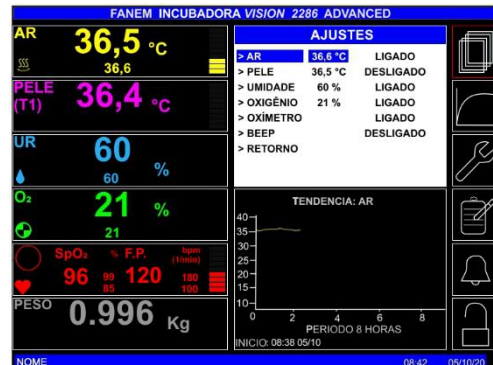 FANEM INCUBADORA VISION 2286 ADVANCED
AR
36,5 °C
36,6
PELE
(T1)
36,4 °C
UR
60 %
60
O₂
21 %
21
SpO₂ % F.P. bpm
(1/min)
96 99 120 180
85 100
PESO
0.996 Kg
AJUSTES
> AR 36,6 °C LIGADO
> PELE 36,5 °C DESLIGADO
> UMIDADE 60 % LIGADO
> OXIGÊNIO 21 % LIGADO
> OXÍMETRO LIGADO
> BEEP DESLIGADO
> RETORNO
TENDENCIA: AR
40
35
30
25
20
15
10
0 2 4 6 8
PERIODO 8 HORAS
INICIO: 08:38 05/10
NOME 08:42 05/10/20